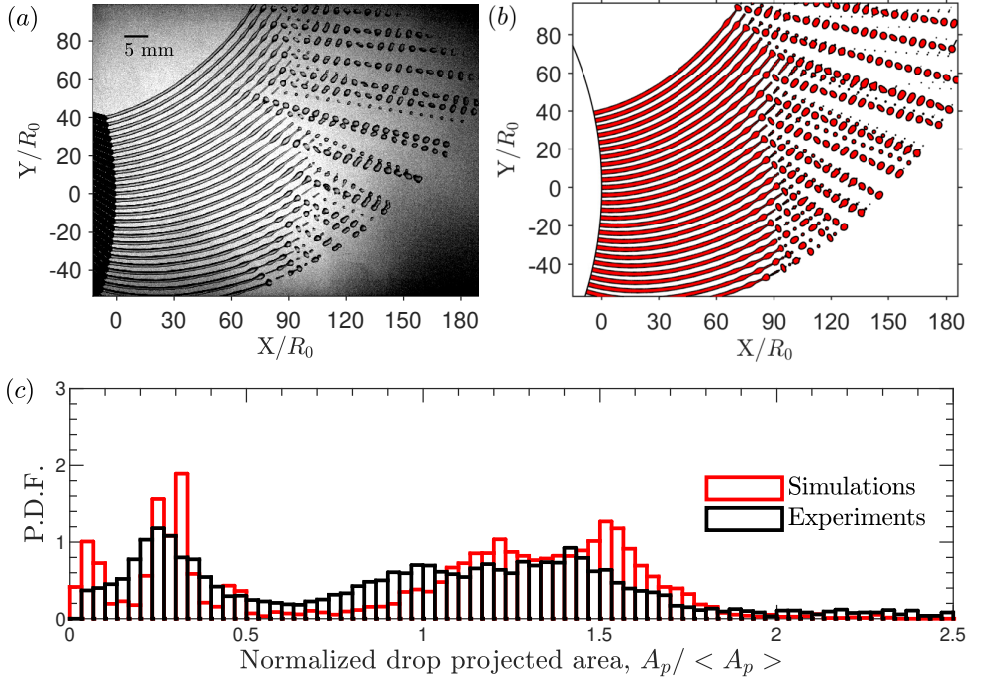 (a)
5 mm
80
60
40
20
0
-20
-40
Y/R0
0 30 60 90 120 150 180
X/R0
(b)
80
60
40
20
0
-20
-40
Y/R0
0 30 60 90 120 150 180
X/R0
(c)
3
2
1
0
P.D.F.
Simulations
Experiments
0 0.5 1 1.5 2 2.5
Normalized drop projected area, Ap/ < Ap >